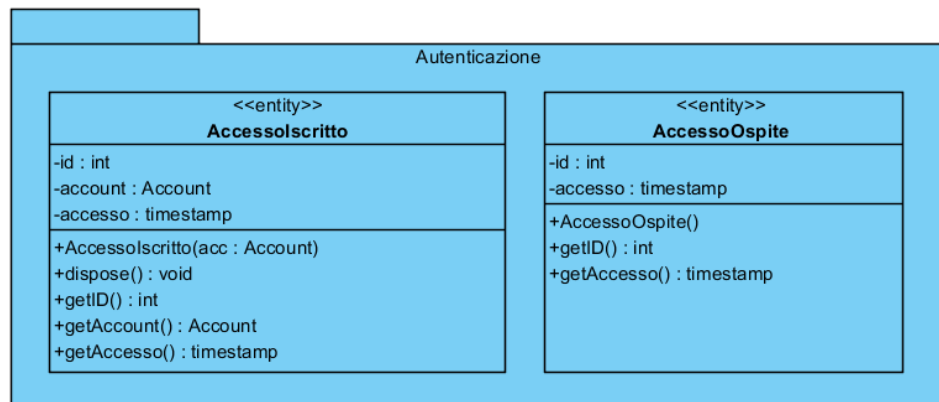 Autenticazione
<<entity>>
AccessoIscritto
-id : int
-account : Account
-accesso : timestamp
+AccessoIscritto(acc : Account)
+dispose() : void
+getID() : int
+getAccount() : Account
+getAccesso() : timestamp
<<entity>>
AccessoOspite
-id : int
-accesso : timestamp
+AccessoOspite()
+getID() : int
+getAccesso() : timestamp